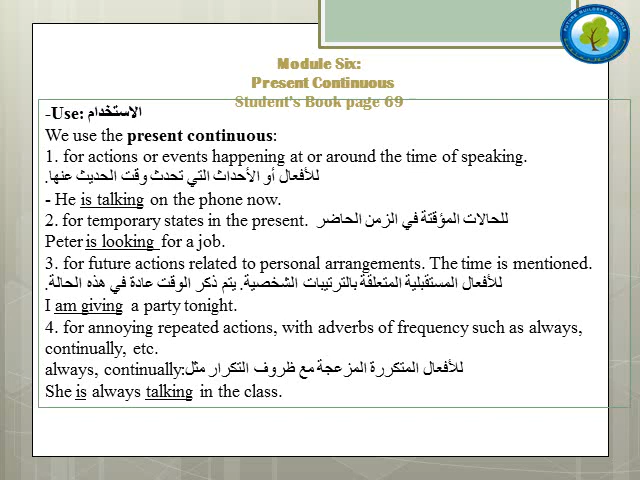 FUTURE BUILDERS SCHOOLS
Module Six:
Present Continuous
Student's Book page 69
-Use: الاستخدام
We use the present continuous:
1. for actions or events happening at or around the time of speaking.
للأفعال أو الأحداث التي تحدث وقت الحديث عنها.
- He is talking on the phone now.
2. for temporary states in the present. للحالات المؤقتة في الزمن الحاضر
Peter is looking for a job.
3. for future actions related to personal arrangements. The time is mentioned.
للأفعال المستقبلية المتعلقة بالترتيبات الشخصية. يتم ذكر الوقت عادة في هذه الحالة.
I am giving a party tonight.
4. for annoying repeated actions, with adverbs of frequency such as always,
continually, etc.
always, continually:للأفعال المتكررة المزعجة مع ظروف التكرار مثل
She is always talking in the class.